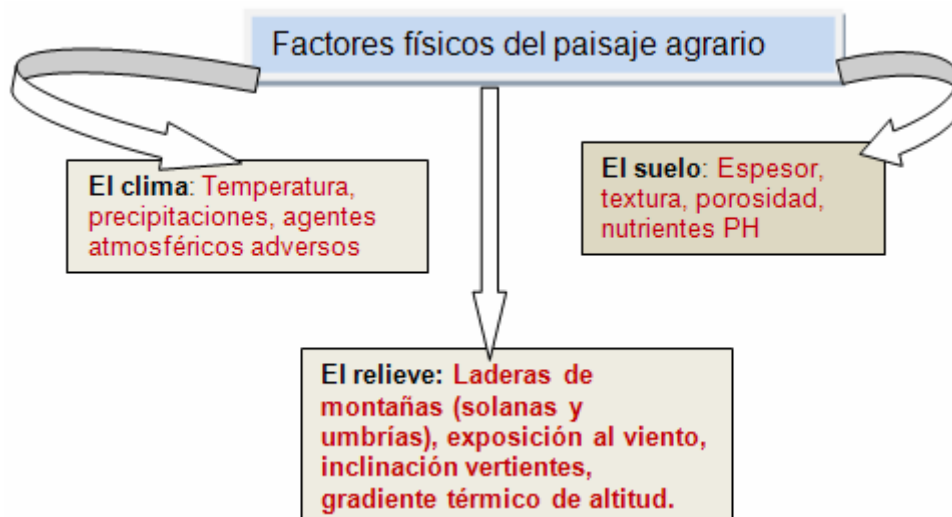 Factores físicos del paisaje agrario
El clima: Temperatura,
precipitaciones, agentes
atmosféricos adversos
El suelo: Espesor,
textura, porosidad,
nutrientes PH
El relieve: Laderas de
montañas (solanas y
umbrías), exposición al viento,
inclinación vertientes,
gradiente térmico de altitud.